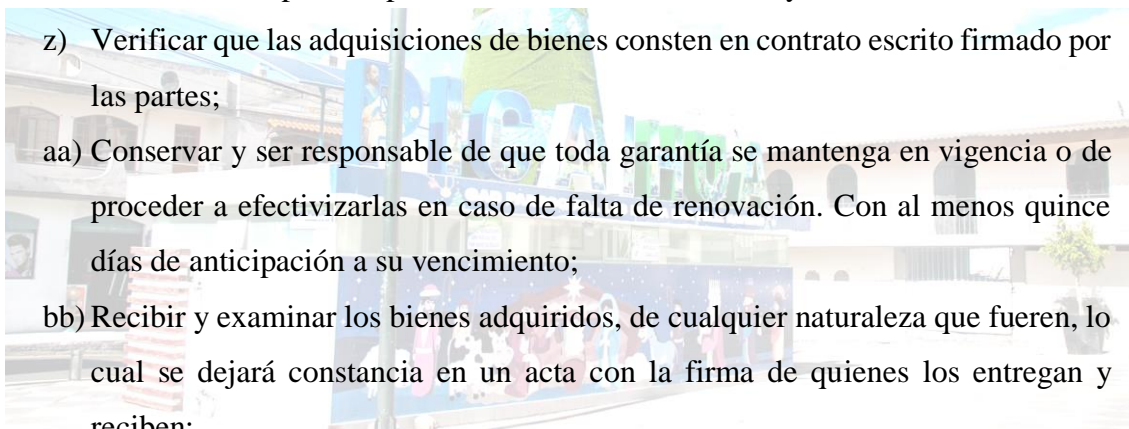 z) Verificar que las adquisiciones de bienes consten en contrato escrito firmado por
las partes;
aa) Conservar y ser responsable de que toda garantía se mantenga en vigencia o de
proceder a efectivizarlas en caso de falta de renovación. Con al menos quince
días de anticipación a su vencimiento;
bb) Recibir y examinar los bienes adquiridos, de cualquier naturaleza que fueren, lo
cual se dejará constancia en un acta con la firma de quienes los entregan y
reciben;
PICAIHUA